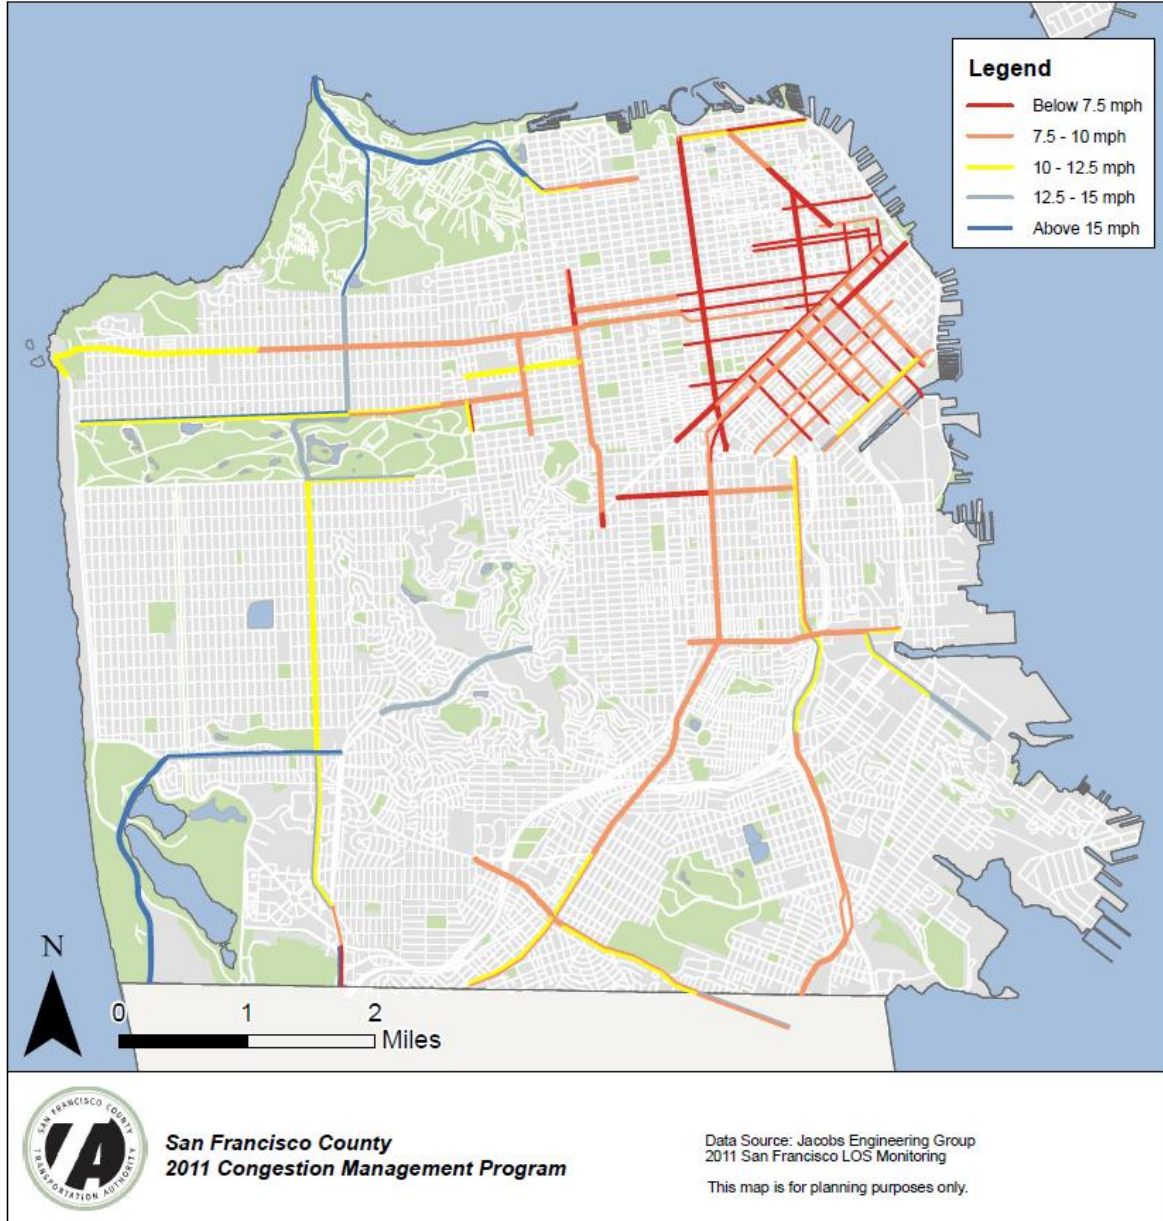 Legend
Below 7.5 mph
7.5 - 10 mph
10 - 12.5 mph
12.5 - 15 mph
Above 15 mph
N
0 1 2
Miles
SAN FRANCISCO COUNTY
TRANSPORTATION AUTHORITY
San Francisco County
2011 Congestion Management Program
Data Source: Jacobs Engineering Group
2011 San Francisco LOS Monitoring
This map is for planning purposes only.